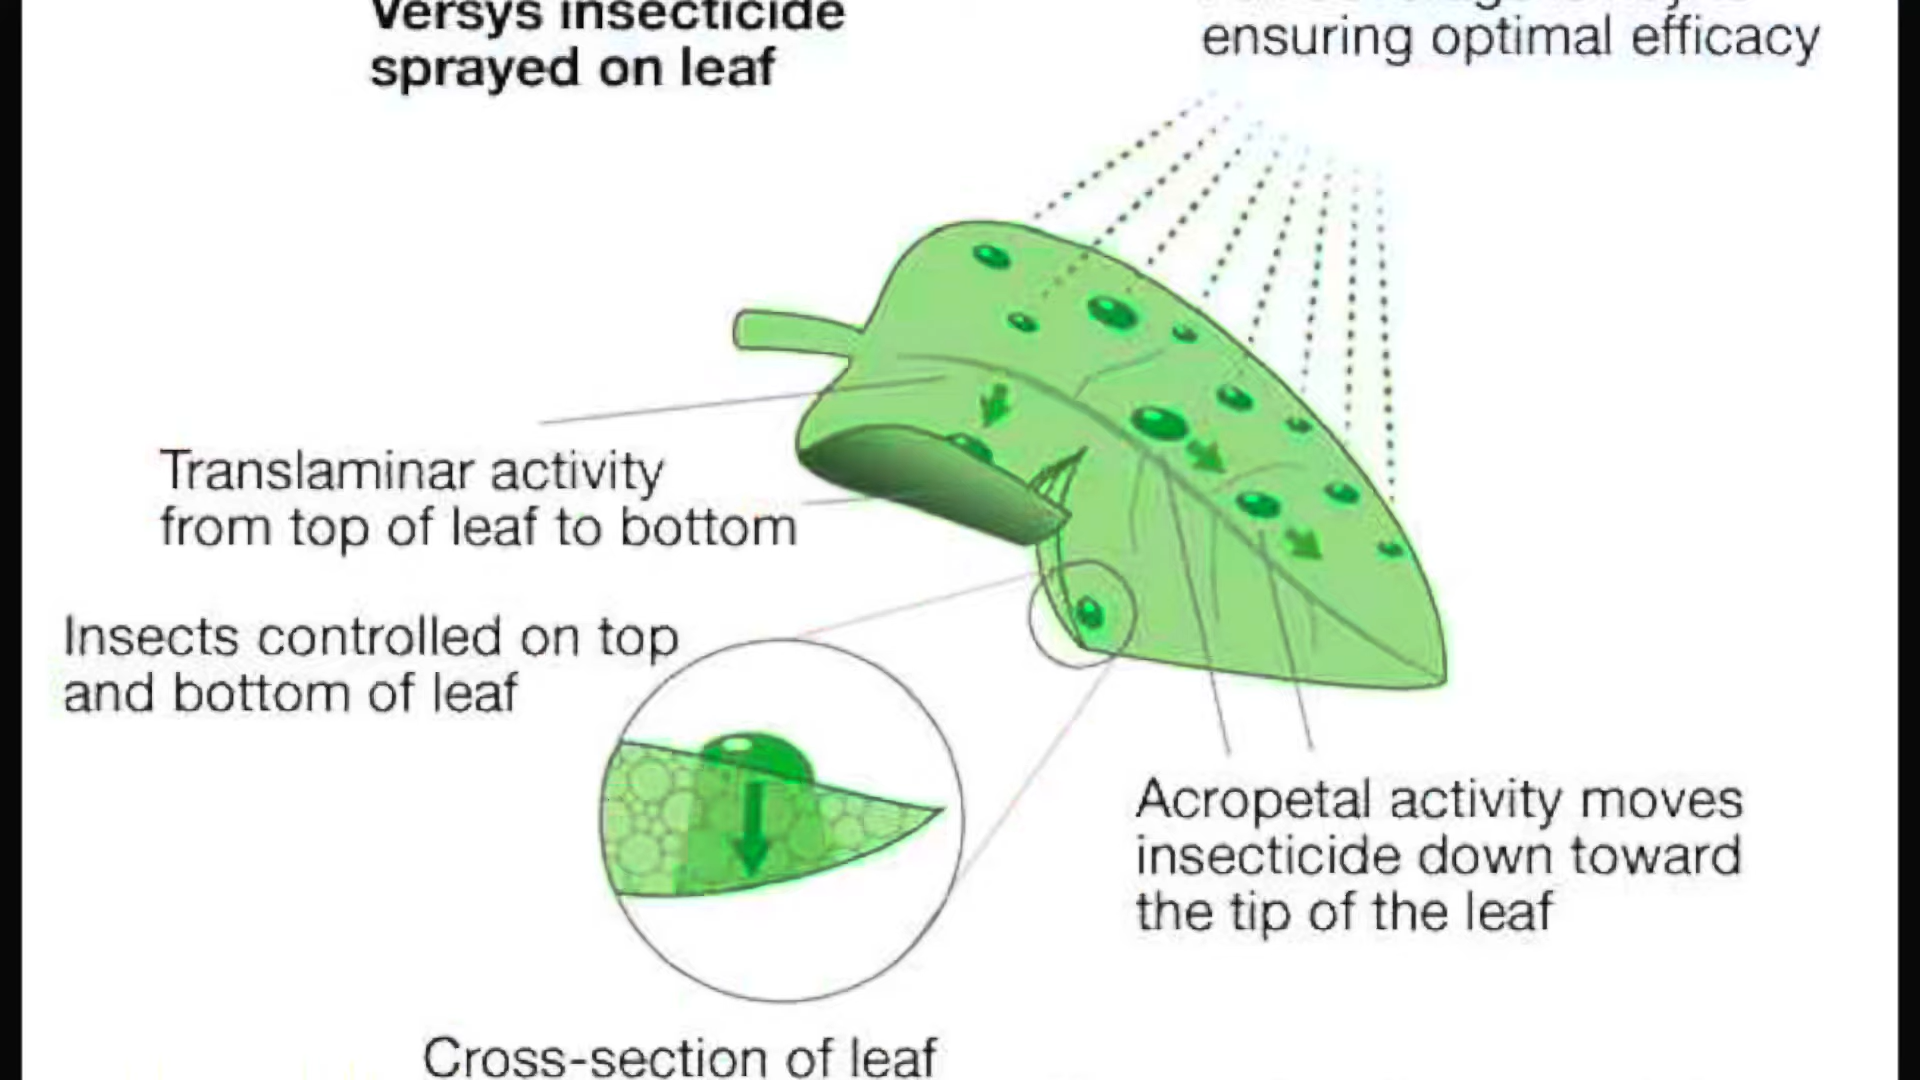 Versys insecticide
sprayed on leaf
ensuring optimal efficacy
Translaminar activity
from top of leaf to bottom
Insects controlled on top
and bottom of leaf
Acropetal activity moves
insecticide down toward
the tip of the leaf
Cross-section of leaf